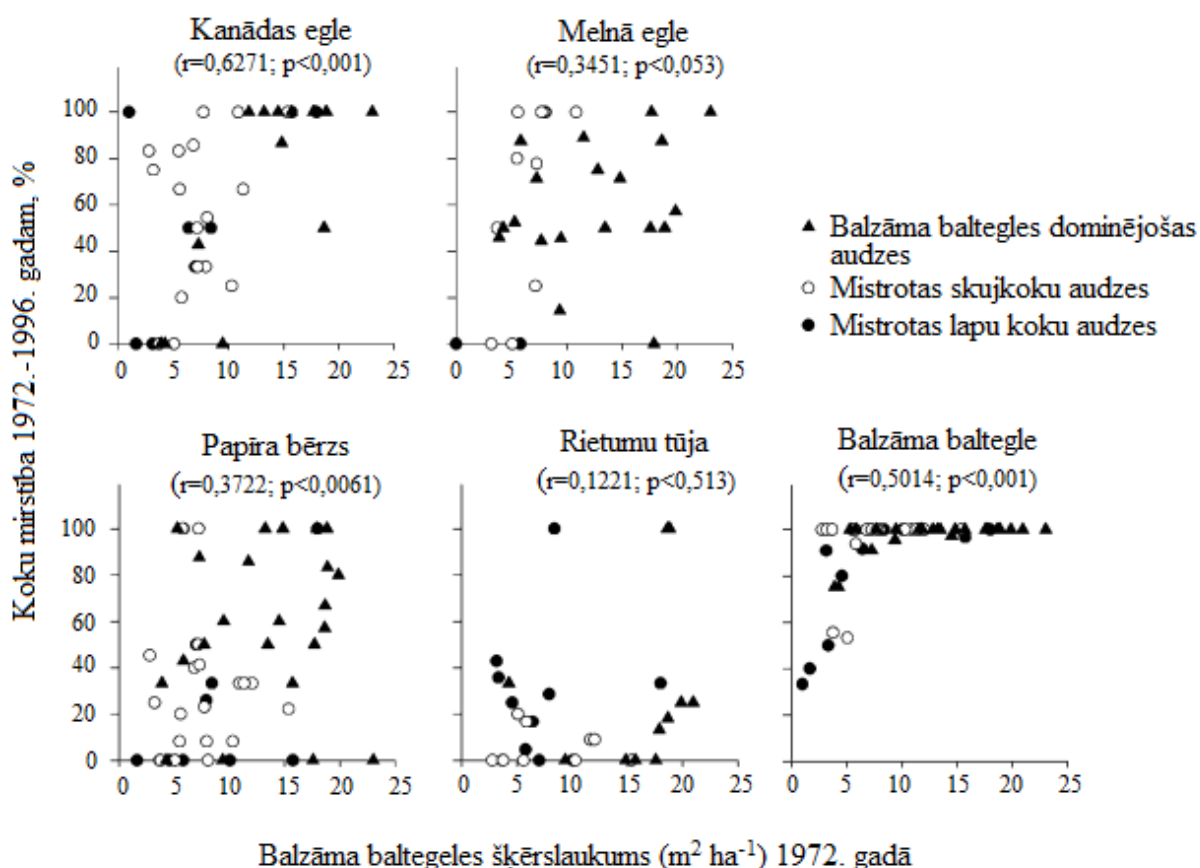 Kanādas egle
(r=0,6271; p<0,001)
Melnā egle
(r=0,3451; p<0,053)
100
80
60
40
20
0
0 5 10 15 20 25
0 5 10 15 20 25
Balzāma baltegles dominējošas
audzes
Mistrotas skujkoku audzes
Mistrotas lapu koku audzes
Koku mirstība 1972.-1996. gadam, %
Papīra bērzs
(r=0,3722; p<0,0061)
Rietumu tūja
(r=0,1221; p<0,513)
Balzāma baltegle
(r=0,5014; p<0,001)
100
80
60
40
20
0
0 5 10 15 20 25
0 5 10 15 20 25
0 5 10 15 20 25
Balzāma baltegeles šķērslaukums (m² ha⁻¹) 1972. gadā